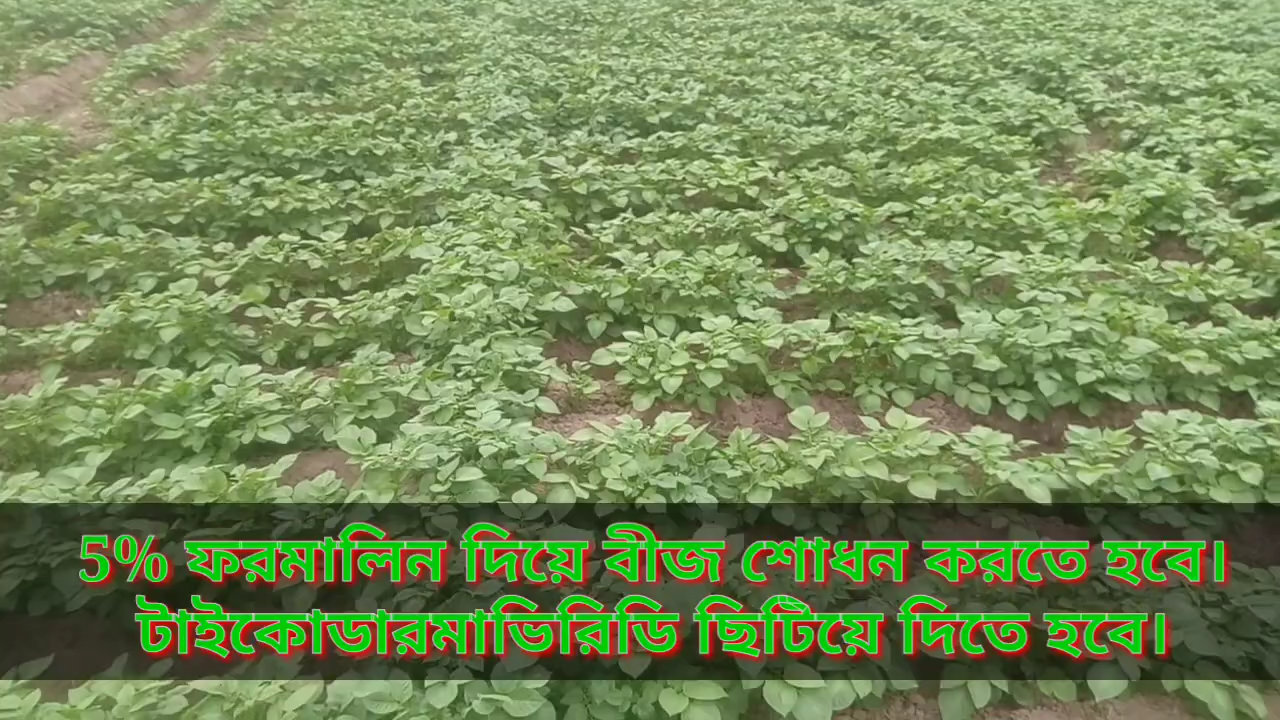 5% ফরমালিন দিয়ে বীজ শোধন করতে হবে।
টাইকোডারমাভিরিডি ছিটিয়ে দিতে হবে।